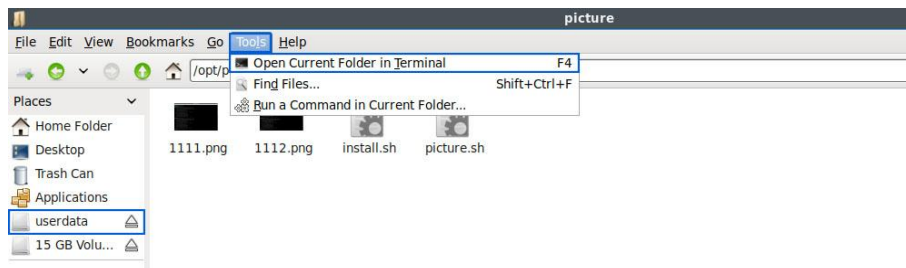 picture
File Edit View Bookmarks Go Tools Help
Open Current Folder in Terminal F4
/opt/p
Find Files... Shift+Ctrl+F
Run a Command in Current Folder...
Places
Home Folder
Desktop
Trash Can
Applications
userdata
15 GB Volu...
1111.png 1112.png install.sh picture.sh